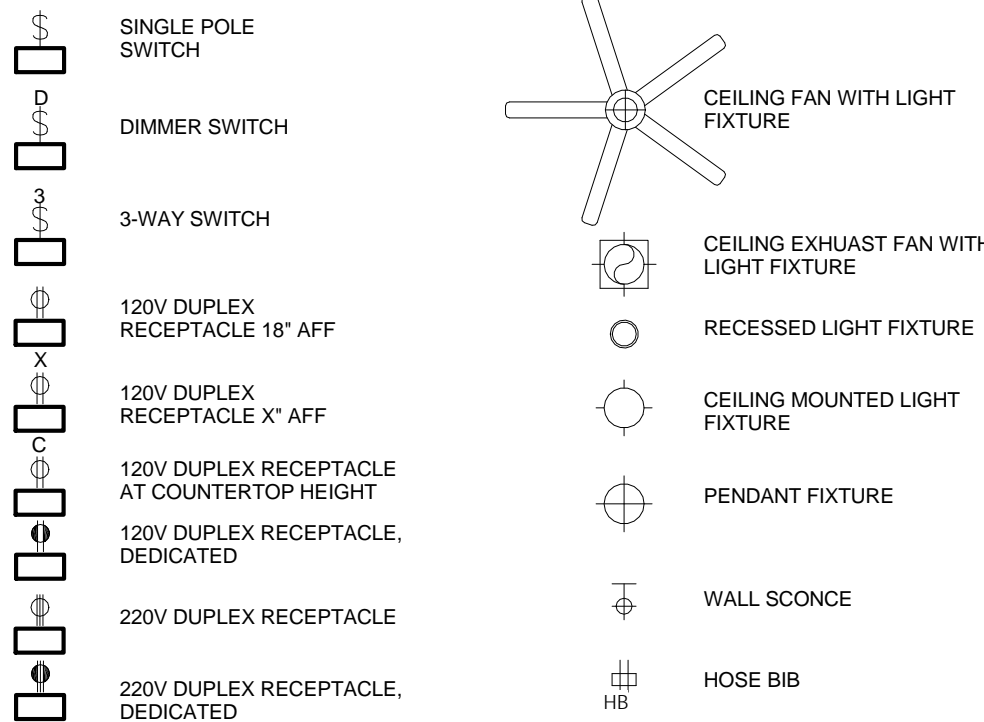 $
SINGLE POLE
SWITCH
D
$
DIMMER SWITCH
3
$
3-WAY SWITCH
120V DUPLEX
RECEPTACLE 18" AFF
X
120V DUPLEX
RECEPTACLE X" AFF
C
120V DUPLEX RECEPTACLE
AT COUNTERTOP HEIGHT
120V DUPLEX RECEPTACLE,
DEDICATED
220V DUPLEX RECEPTACLE
220V DUPLEX RECEPTACLE,
DEDICATED
CEILING FAN WITH LIGHT
FIXTURE
CEILING EXHUAST FAN WITH
LIGHT FIXTURE
RECESSED LIGHT FIXTURE
CEILING MOUNTED LIGHT
FIXTURE
PENDANT FIXTURE
WALL SCONCE
HOSE BIB
HB